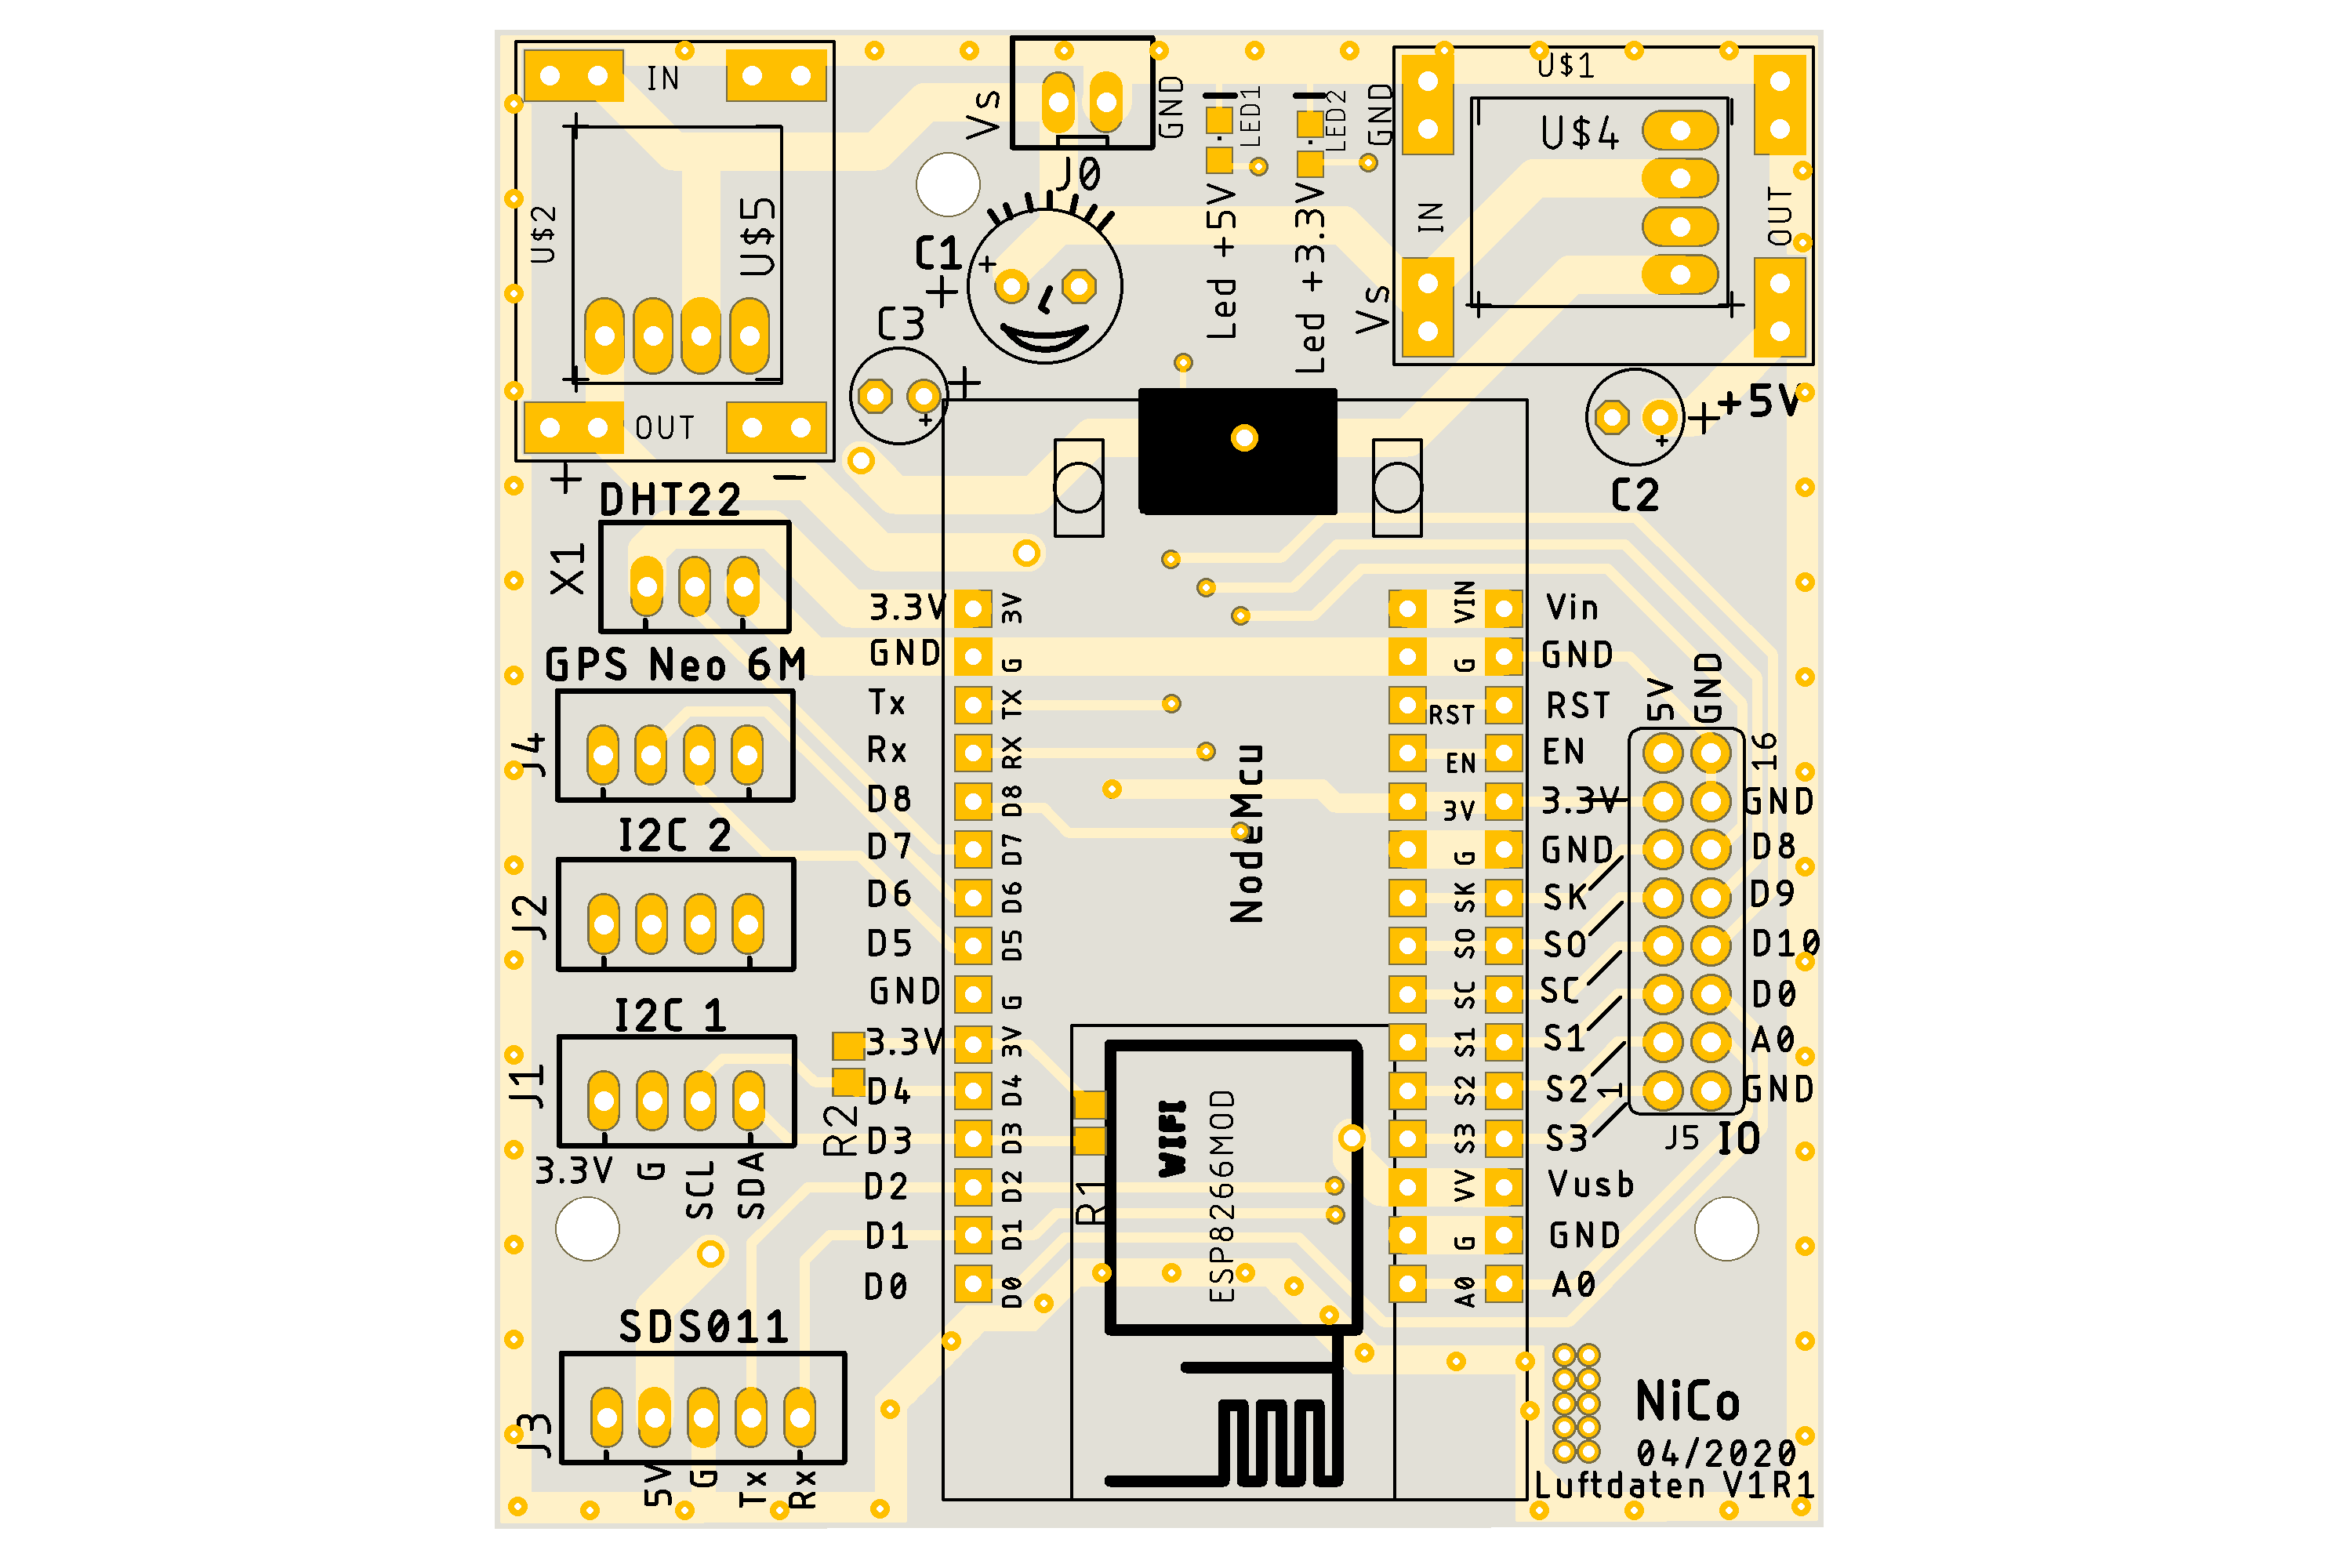 IN
U$2
U$5
OUT
+
−
Vs
GND
J0
LED1
LED2
GND
Led +5V
Led +3.3V
U$1
U$4
IN
OUT
Vs
C1
+
C3
+
+
+
+5V
C2
DHT22
X1
GPS Neo 6M
J4
I2C 2
J2
I2C 1
J1
3.3V
G
SCL
SDA
R2
SDS011
J3
5V
G
Tx
Rx
3.3V 3V
GND G
Tx TX
Rx RX
D8 D8
D7 D7
D6 D6
D5 D5
GND G
3.3V 3V
D4 D4
D3 D3
D2 D2
D1 D1
D0 D0
NodeMcu
R1
WIFI
ESP8266MOD
VIN Vin
G GND
RST RST
EN EN
3V 3.3V
G GND
SK SK
SO SO
SC SC
S1 S1
S2 S2
S3 S3
VV Vusb
G GND
A0 A0
5V
GND
16
GND
D8
D9
D10
D0
A0
GND
1
J5 IO
NiCo
04/2020
Luftdaten V1R1